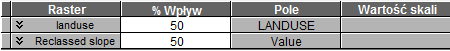 Raster % Wpływ Pole Wartość skali
landuse 50 LANDUSE
Reclassed slope 50 Value